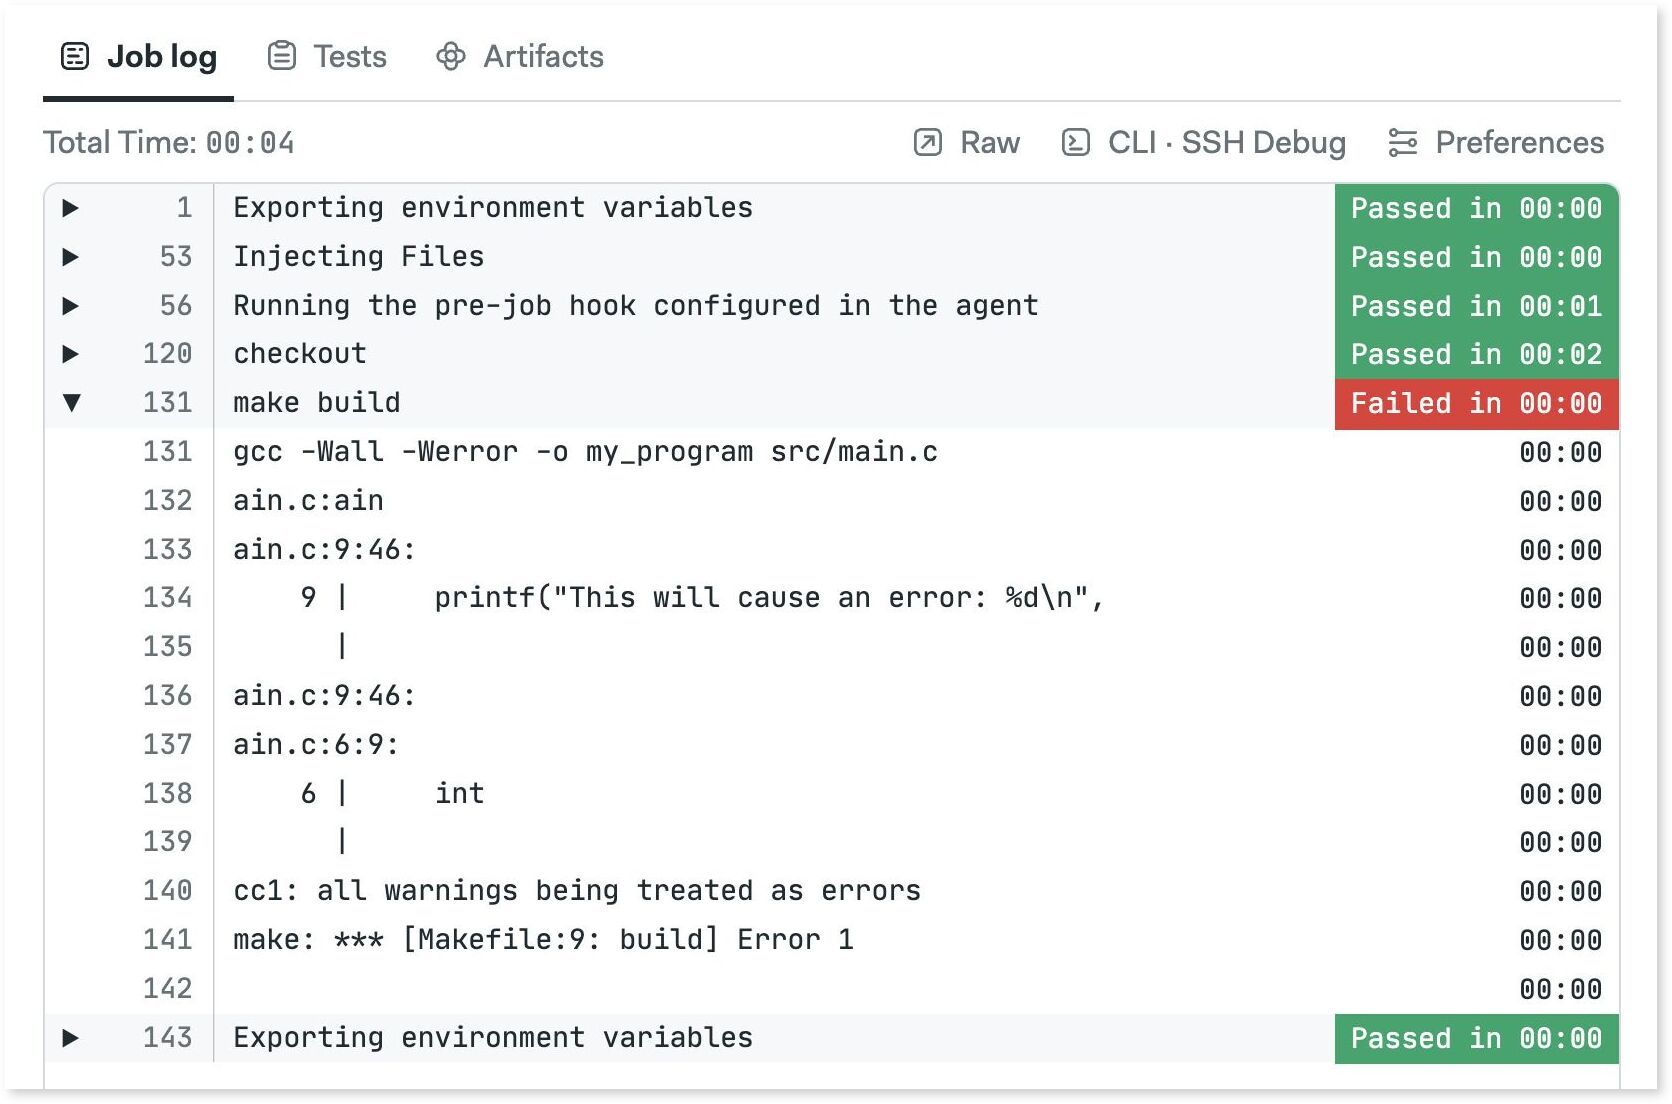 Job log Tests Artifacts
Total Time: 00:04 Raw CLI · SSH Debug Preferences
1 Exporting environment variables Passed in 00:00
53 Injecting Files Passed in 00:00
56 Running the pre-job hook configured in the agent Passed in 00:01
120 checkout Passed in 00:02
131 make build Failed in 00:00
131 gcc -Wall -Werror -o my_program src/main.c 00:00
132 ain.c:ain 00:00
133 ain.c:9:46: 00:00
134     9 |     printf("This will cause an error: %d\n", 00:00
135       | 00:00
136 ain.c:9:46: 00:00
137 ain.c:6:9: 00:00
138     6 |     int 00:00
139       | 00:00
140 cc1: all warnings being treated as errors 00:00
141 make: *** [Makefile:9: build] Error 1 00:00
142 00:00
143 Exporting environment variables Passed in 00:00